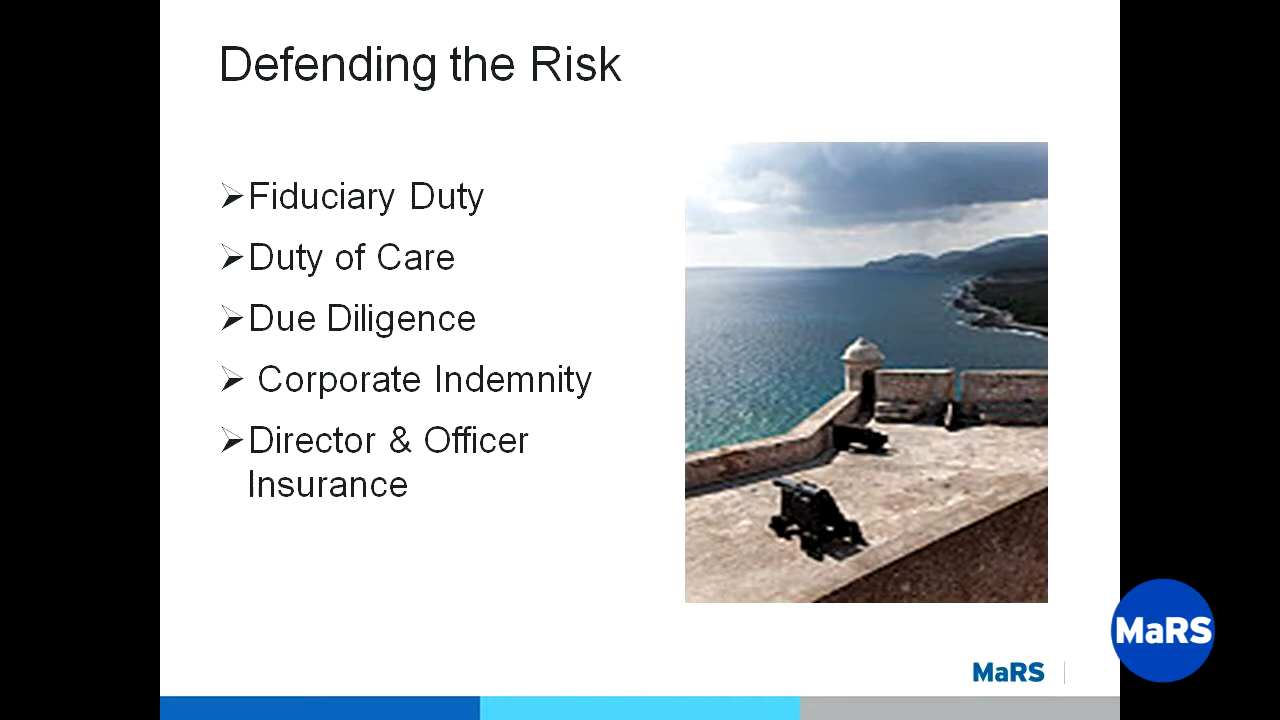 Defending the Risk
➢Fiduciary Duty
➢Duty of Care
➢Due Diligence
➢ Corporate Indemnity
➢Director & Officer
Insurance
MaRS
MaRS